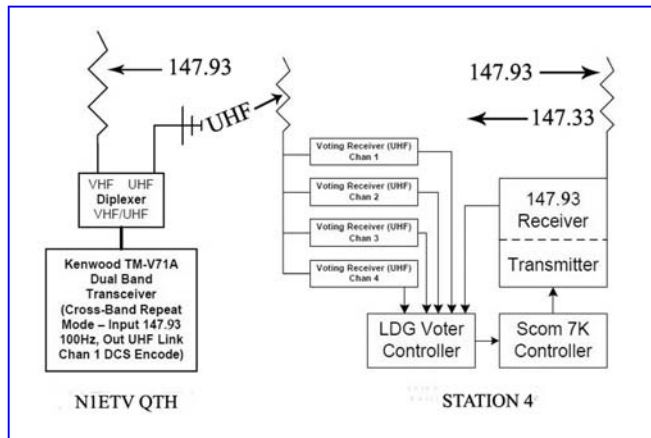 147.93
UHF
VHF UHF
Diplexer
VHF/UHF
Kenwood TM-V71A
Dual Band
Transceiver
(Cross-Band Repeat
Mode – Input 147.93
100Hz, Out UHF Link
Chan 1 DCS Encode)
N1ETV QTH
Voting Receiver (UHF)
Chan 1
Voting Receiver (UHF)
Chan 2
Voting Receiver (UHF)
Chan 3
Voting Receiver (UHF)
Chan 4
147.93
147.33
147.93
Receiver
Transmitter
LDG Voter
Controller
Scom 7K
Controller
STATION 4